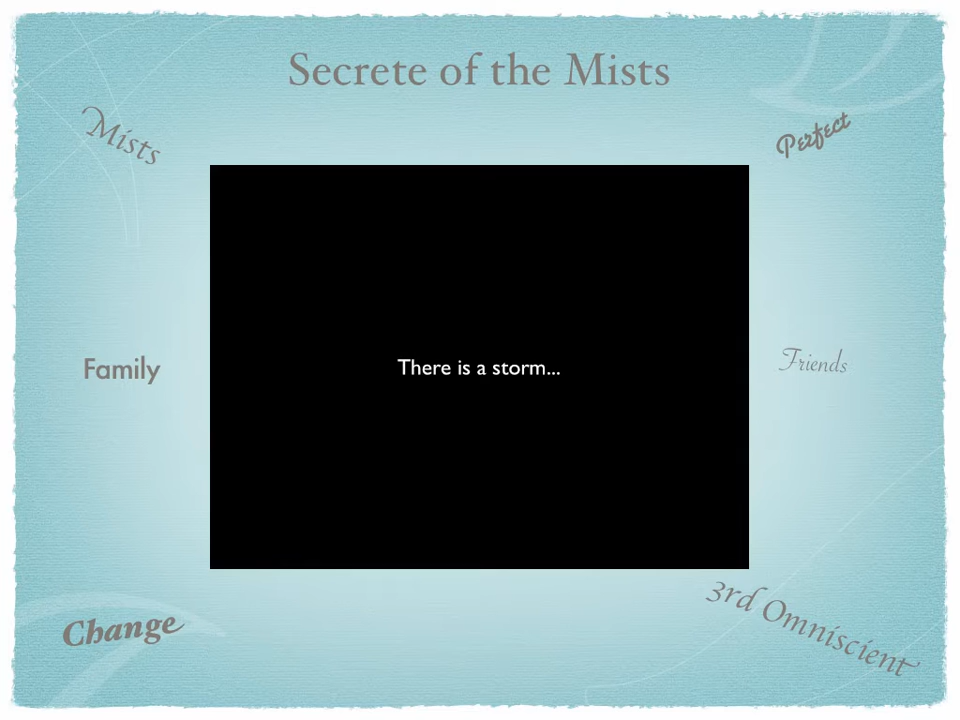 Secrete of the Mists
Mists
Perfect
Family
There is a storm...
Friends
Change
3rd Omniscient